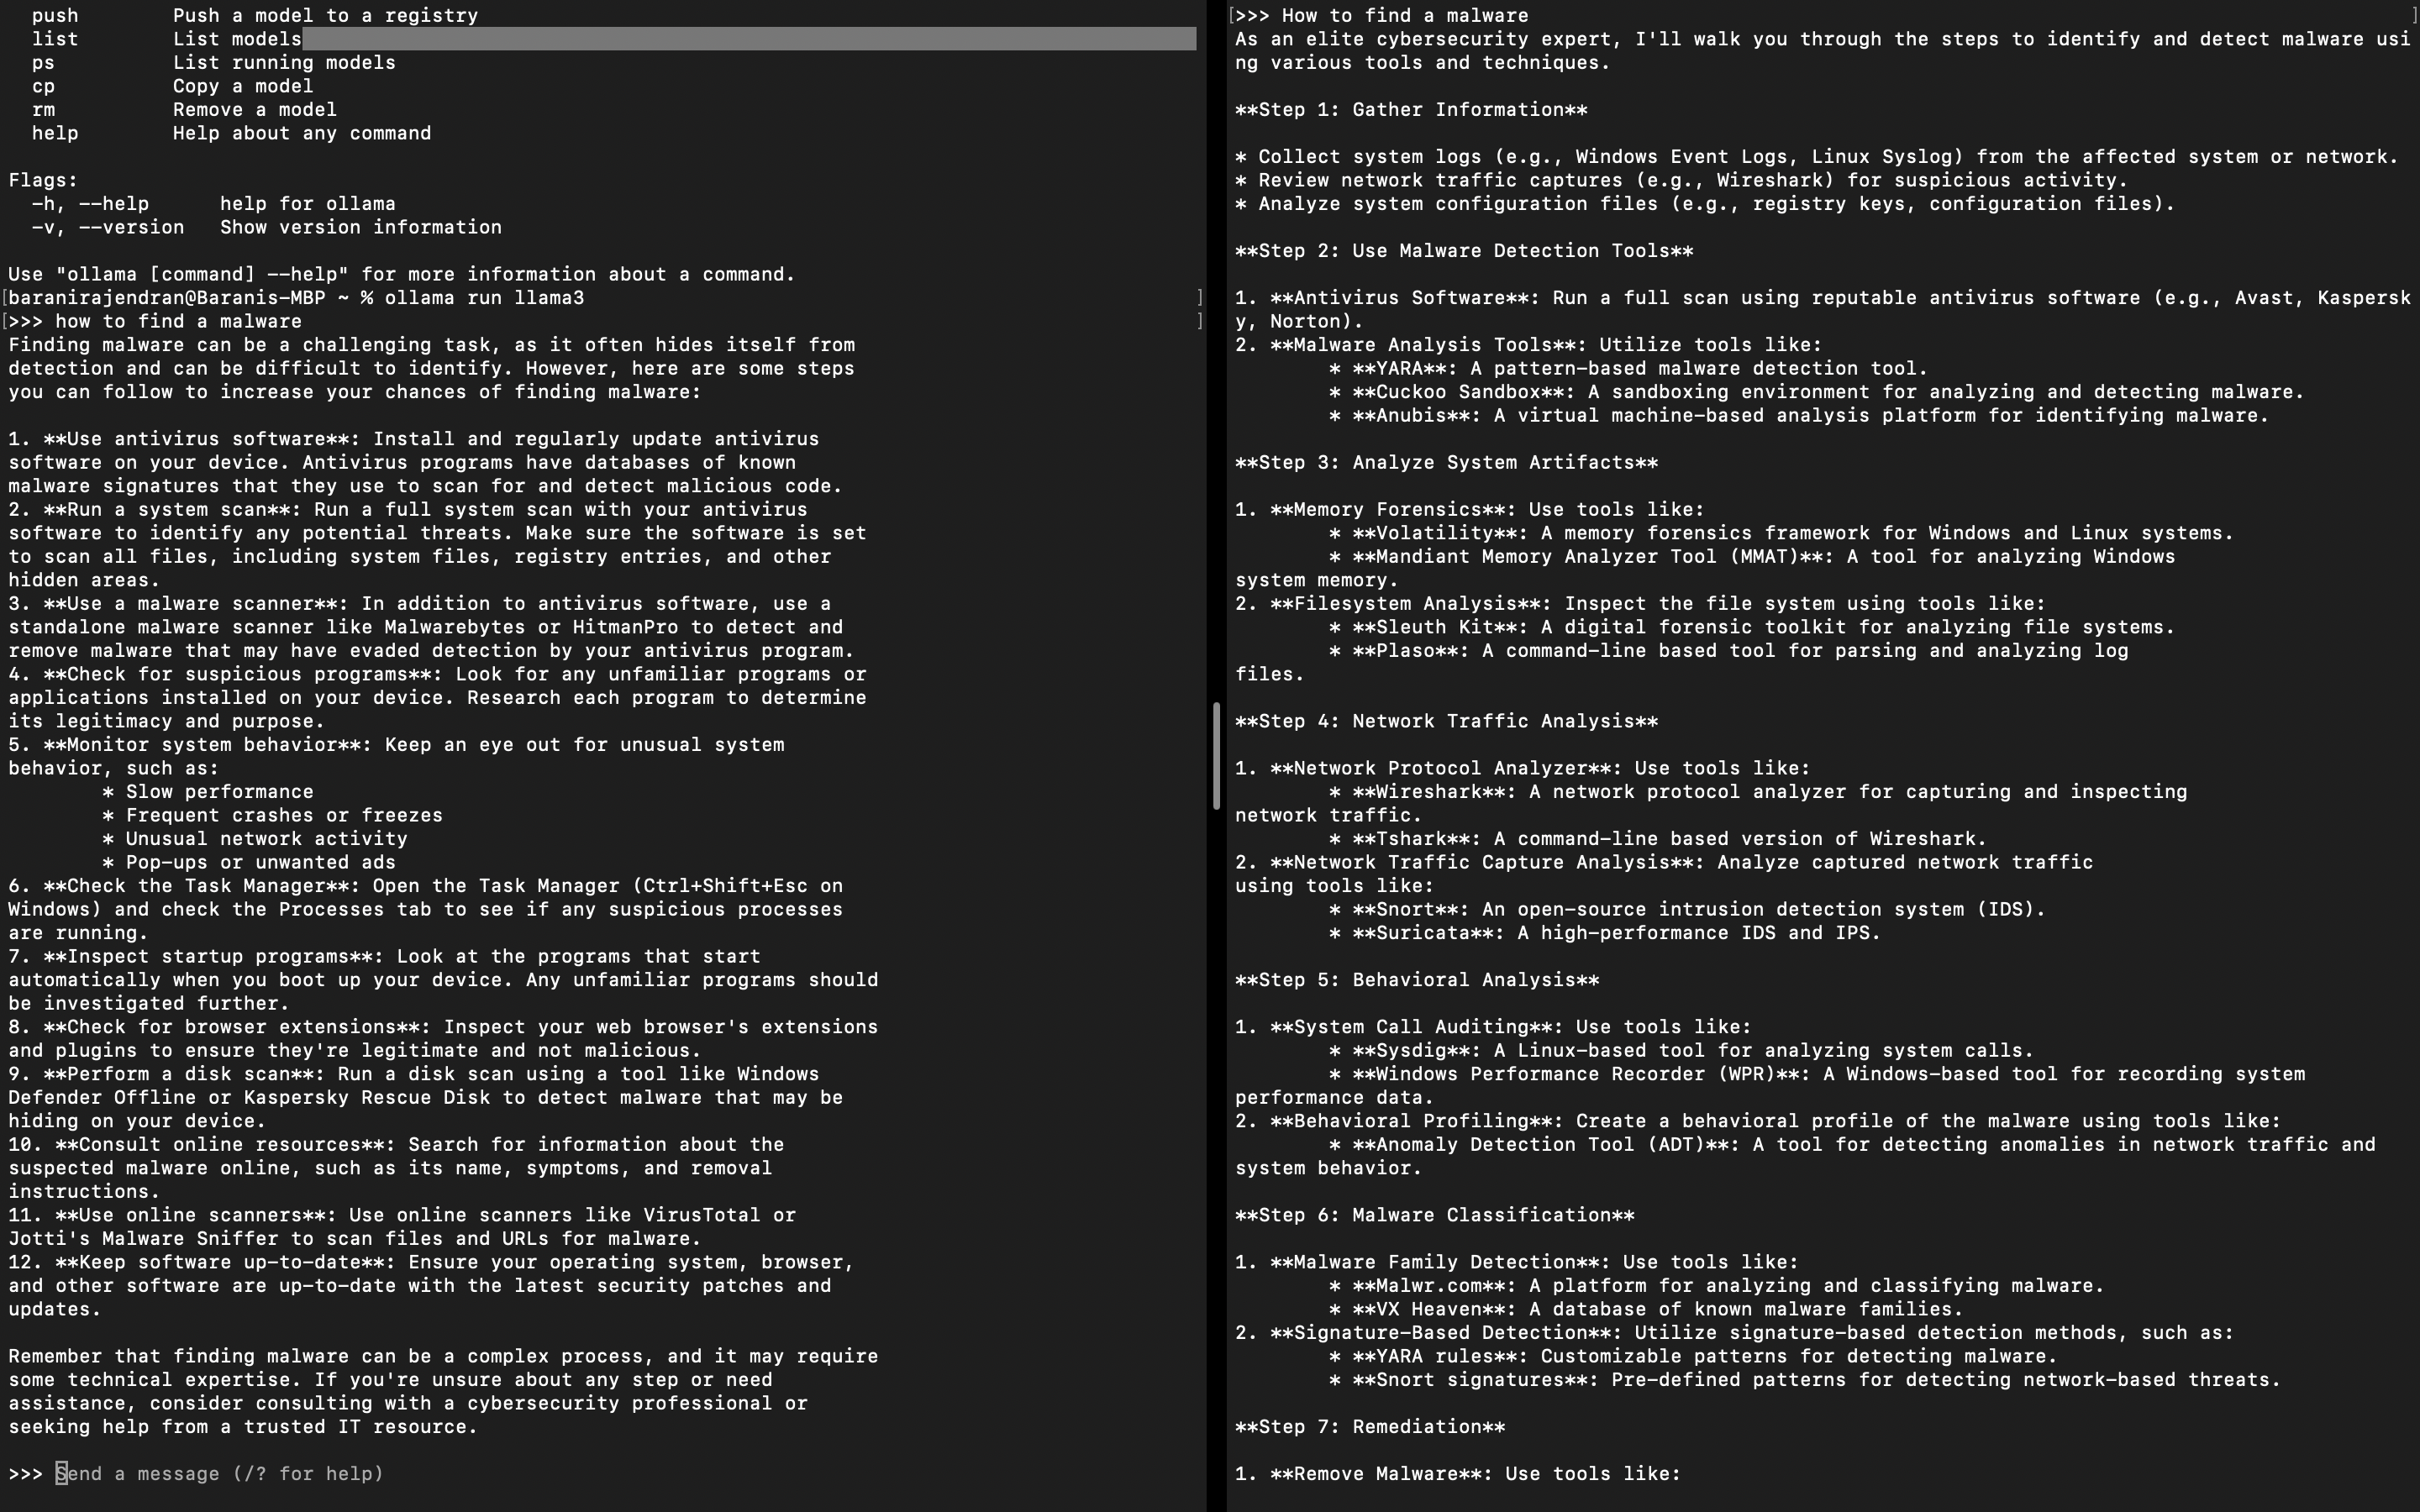 push        Push a model to a registry
list        List models
ps          List running models
cp          Copy a model
rm          Remove a model
help        Help about any command
Flags:
-h, --help      help for ollama
-v, --version   Show version information
Use "ollama [command] --help" for more information about a command.
[baranirajendran@Baranis-MBP ~ % ollama run llama3 ]
[>>> how to find a malware ]
Finding malware can be a challenging task, as it often hides itself from
detection and can be difficult to identify. However, here are some steps
you can follow to increase your chances of finding malware:
1. **Use antivirus software**: Install and regularly update antivirus
software on your device. Antivirus programs have databases of known
malware signatures that they use to scan for and detect malicious code.
2. **Run a system scan**: Run a full system scan with your antivirus
software to identify any potential threats. Make sure the software is set
to scan all files, including system files, registry entries, and other
hidden areas.
3. **Use a malware scanner**: In addition to antivirus software, use a
standalone malware scanner like Malwarebytes or HitmanPro to detect and
remove malware that may have evaded detection by your antivirus program.
4. **Check for suspicious programs**: Look for any unfamiliar programs or
applications installed on your device. Research each program to determine
its legitimacy and purpose.
5. **Monitor system behavior**: Keep an eye out for unusual system
behavior, such as:
* Slow performance
* Frequent crashes or freezes
* Unusual network activity
* Pop-ups or unwanted ads
6. **Check the Task Manager**: Open the Task Manager (Ctrl+Shift+Esc on
Windows) and check the Processes tab to see if any suspicious processes
are running.
7. **Inspect startup programs**: Look at the programs that start
automatically when you boot up your device. Any unfamiliar programs should
be investigated further.
8. **Check for browser extensions**: Inspect your web browser's extensions
and plugins to ensure they're legitimate and not malicious.
9. **Perform a disk scan**: Run a disk scan using a tool like Windows
Defender Offline or Kaspersky Rescue Disk to detect malware that may be
hiding on your device.
10. **Consult online resources**: Search for information about the
suspected malware online, such as its name, symptoms, and removal
instructions.
11. **Use online scanners**: Use online scanners like VirusTotal or
Jotti's Malware Sniffer to scan files and URLs for malware.
12. **Keep software up-to-date**: Ensure your operating system, browser,
and other software are up-to-date with the latest security patches and
updates.
Remember that finding malware can be a complex process, and it may require
some technical expertise. If you're unsure about any step or need
assistance, consider consulting with a cybersecurity professional or
seeking help from a trusted IT resource.
>>> Send a message (/? for help)
[>>> How to find a malware ]
As an elite cybersecurity expert, I'll walk you through the steps to identify and detect malware usi
ng various tools and techniques.
**Step 1: Gather Information**
* Collect system logs (e.g., Windows Event Logs, Linux Syslog) from the affected system or network.
* Review network traffic captures (e.g., Wireshark) for suspicious activity.
* Analyze system configuration files (e.g., registry keys, configuration files).
**Step 2: Use Malware Detection Tools**
1. **Antivirus Software**: Run a full scan using reputable antivirus software (e.g., Avast, Kaspersk
y, Norton).
2. **Malware Analysis Tools**: Utilize tools like:
* **YARA**: A pattern-based malware detection tool.
* **Cuckoo Sandbox**: A sandboxing environment for analyzing and detecting malware.
* **Anubis**: A virtual machine-based analysis platform for identifying malware.
**Step 3: Analyze System Artifacts**
1. **Memory Forensics**: Use tools like:
* **Volatility**: A memory forensics framework for Windows and Linux systems.
* **Mandiant Memory Analyzer Tool (MMAT)**: A tool for analyzing Windows
system memory.
2. **Filesystem Analysis**: Inspect the file system using tools like:
* **Sleuth Kit**: A digital forensic toolkit for analyzing file systems.
* **Plaso**: A command-line based tool for parsing and analyzing log
files.
**Step 4: Network Traffic Analysis**
1. **Network Protocol Analyzer**: Use tools like:
* **Wireshark**: A network protocol analyzer for capturing and inspecting
network traffic.
* **Tshark**: A command-line based version of Wireshark.
2. **Network Traffic Capture Analysis**: Analyze captured network traffic
using tools like:
* **Snort**: An open-source intrusion detection system (IDS).
* **Suricata**: A high-performance IDS and IPS.
**Step 5: Behavioral Analysis**
1. **System Call Auditing**: Use tools like:
* **Sysdig**: A Linux-based tool for analyzing system calls.
* **Windows Performance Recorder (WPR)**: A Windows-based tool for recording system
performance data.
2. **Behavioral Profiling**: Create a behavioral profile of the malware using tools like:
* **Anomaly Detection Tool (ADT)**: A tool for detecting anomalies in network traffic and
system behavior.
**Step 6: Malware Classification**
1. **Malware Family Detection**: Use tools like:
* **Malwr.com**: A platform for analyzing and classifying malware.
* **VX Heaven**: A database of known malware families.
2. **Signature-Based Detection**: Utilize signature-based detection methods, such as:
* **YARA rules**: Customizable patterns for detecting malware.
* **Snort signatures**: Pre-defined patterns for detecting network-based threats.
**Step 7: Remediation**
1. **Remove Malware**: Use tools like: